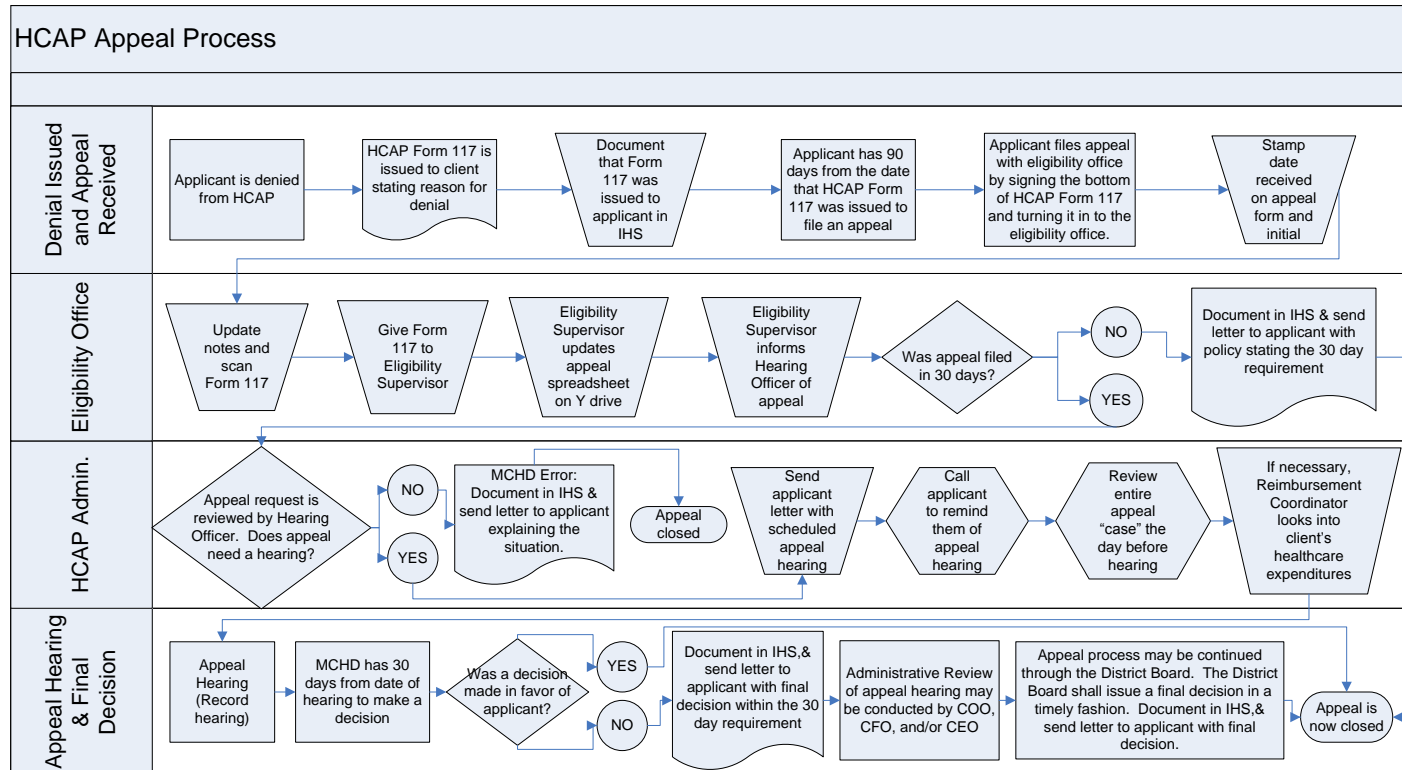 HCAP Appeal Process
Denial Issued
and Appeal
Received
Applicant is denied
from HCAP
HCAP Form 117 is
issued to client
stating reason for
denial
Document
that Form
117 was
issued to
applicant in
IHS
Applicant has 90
days from the date
that HCAP Form
117 was issued to
file an appeal
Applicant files appeal
with eligibility office
by signing the bottom
of HCAP Form 117
and turning it in to the
eligibility office.
Stamp
date
received
on appeal
form and
initial
Eligibility Office
Update
notes and
scan
Form 117
Give Form
117 to
Eligibility
Supervisor
Eligibility
Supervisor
updates
appeal
spreadsheet
on Y drive
Eligibility
Supervisor
informs
Hearing
Officer of
appeal
Was appeal filed
in 30 days?
NO
YES
Document in IHS & send
letter to applicant with
policy stating the 30 day
requirement
HCAP Admin.
Appeal request is
reviewed by Hearing
Officer. Does appeal
need a hearing?
NO
YES
MCHD Error:
Document in IHS &
send letter to applicant
explaining the
situation.
Appeal
closed
Send
applicant
letter with
scheduled
appeal
hearing
Call
applicant
to remind
them of
appeal
hearing
Review
entire
appeal
“case” the
day before
hearing
If necessary,
Reimbursement
Coordinator
looks into
client’s
healthcare
expenditures
Appeal Hearing
& Final
Decision
Appeal
Hearing
(Record
hearing)
MCHD has 30
days from date of
hearing to make a
decision
Was a decision
made in favor of
applicant?
YES
NO
Document in IHS,&
send letter to
applicant with final
decision within the 30
day requirement
Administrative Review
of appeal hearing may
be conducted by COO,
CFO, and/or CEO
Appeal process may be continued
through the District Board. The District
Board shall issue a final decision in a
timely fashion. Document in IHS,&
send letter to applicant with final
decision.
Appeal is
now closed